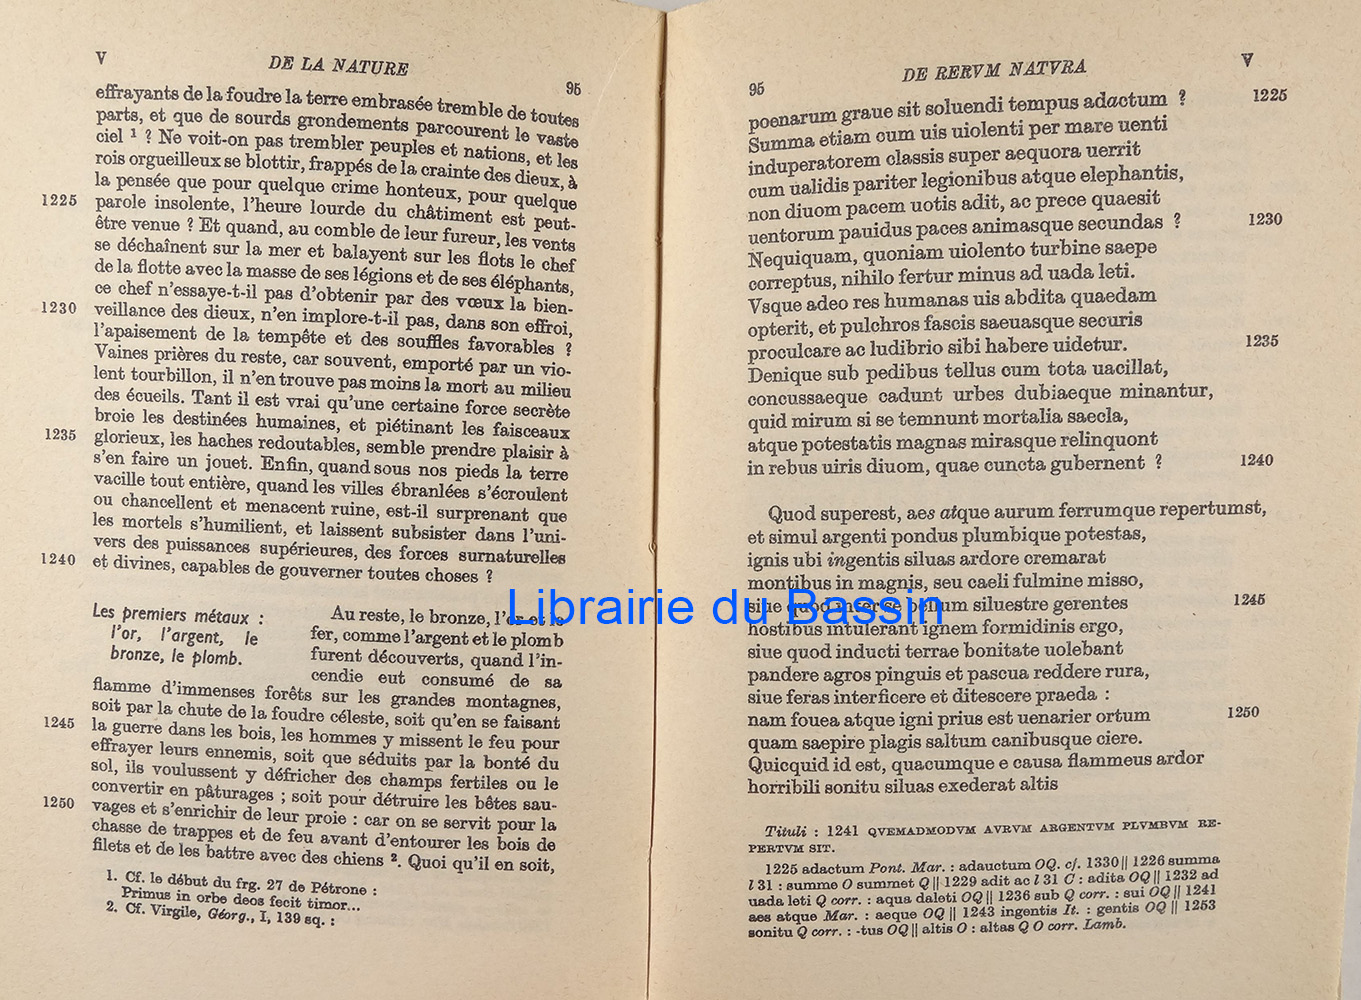 V
DE LA NATURE
95
effrayants de la foudre la terre embrasée tremble de toutes
parts, et que de sourds grondements parcourent le vaste
ciel ¹ ? Ne voit-on pas trembler peuples et nations, et les
rois orgueilleux se blottir, frappés de la crainte des dieux, à
la pensée que pour quelque crime honteux, pour quelque
1225 parole insolente, l'heure lourde du châtiment est peut-
être venue ? Et quand, au comble de leur fureur, les vents
se déchaînent sur la mer et balayent sur les flots le chef
de la flotte avec la masse de ses légions et de ses éléphants,
ce chef n'essaye-t-il pas d'obtenir par des vœux la bien-
1230 veillance des dieux, n'en implore-t-il pas, dans son effroi,
l'apaisement de la tempête et des souffles favorables ?
Vaines prières du reste, car souvent, emporté par un vio-
lent tourbillon, il n'en trouve pas moins la mort au milieu
des écueils. Tant il est vrai qu'une certaine force secrète
broie les destinées humaines, et piétinant les faisceaux
1235 glorieux, les haches redoutables, semble prendre plaisir à
s'en faire un jouet. Enfin, quand sous nos pieds la terre
vacille tout entière, quand les villes ébranlées s'écroulent
ou chancellent et menacent ruine, est-il surprenant que
les mortels s'humilient, et laissent subsister dans l'uni-
vers des puissances supérieures, des forces surnaturelles
1240 et divines, capables de gouverner toutes choses ?
Les premiers métaux :
l'or, l'argent, le
bronze, le plomb.
Au reste, le bronze, l'or et le
fer, comme l'argent et le plomb
furent découverts, quand l'in-
cendie eut consumé de sa
flamme d'immenses forêts sur les grandes montagnes,
soit par la chute de la foudre céleste, soit qu'en se faisant
1245 la guerre dans les bois, les hommes y missent le feu pour
effrayer leurs ennemis, soit que séduits par la bonté du
sol, ils voulussent y défricher des champs fertiles ou le
convertir en pâturages ; soit pour détruire les bêtes sau-
1250 vages et s'enrichir de leur proie : car on se servit pour la
chasse de trappes et de feu avant d'entourer les bois de
filets et de les battre avec des chiens ². Quoi qu'il en soit,
1. Cf. le début du frg. 27 de Pétrone :
Primus in orbe deos fecit timor...
2. Cf. Virgile, Géorg., I, 139 sq. :
95
DE RERVM NATVRA
V
poenarum graue sit soluendi tempus adactum ? 1225
Summa etiam cum uis uiolenti per mare uenti
induperatorem classis super aequora uerrit
cum ualidis pariter legionibus atque elephantis,
non diuom pacem uotis adit, ac prece quaesit
uentorum pauidus paces animasque secundas ? 1230
Nequiquam, quoniam uiolento turbine saepe
correptus, nihilo fertur minus ad uada leti.
Vsque adeo res humanas uis abdita quaedam
opterit, et pulchros fascis saeuasque securis
proculcare ac ludibrio sibi habere uidetur. 1235
Denique sub pedibus tellus cum tota uacillat,
concussaeque cadunt urbes dubiaeque minantur,
quid mirum si se temnunt mortalia saecla,
atque potestatis magnas mirasque relinquont
in rebus uiris diuom, quae cuncta gubernent ? 1240
Quod superest, aes atque aurum ferrumque repertumst,
et simul argenti pondus plumbique potestas,
ignis ubi ingentis siluas ardore cremarat
montibus in magnis, seu caeli fulmine misso,
siue quod inter se bellum siluestre gerentes 1245
hostibus intulerant ignem formidinis ergo,
siue quod inducti terrae bonitate uolebant
pandere agros pinguis et pascua reddere rura,
siue feras interficere et ditescere praeda :
nam fouea atque igni prius est uenarier ortum 1250
quam saepire plagis saltum canibusque ciere.
Quicquid id est, quacumque e causa flammeus ardor
horribili sonitu siluas exederat altis
Tituli : 1241 QVEMADMODVM AVRVM ARGENTVM PLVMBVM RE-
PERTVM SIT.
1225 adactum Pont. Mar. : adauctum OQ. cf. 1330 || 1226 summa
l 31 : summe O summet Q || 1229 adit ac l 31 C : adita OQ || 1232 ad
uada leti Q corr. : aqua daleti OQ || 1236 sub Q corr. : sui OQ || 1241
aes atque Mar. : aeque OQ || 1243 ingentis It. : gentis OQ || 1253
sonitu Q corr. : -tus OQ || altis O : altas Q O corr. Lamb.
Librairie du Bassin